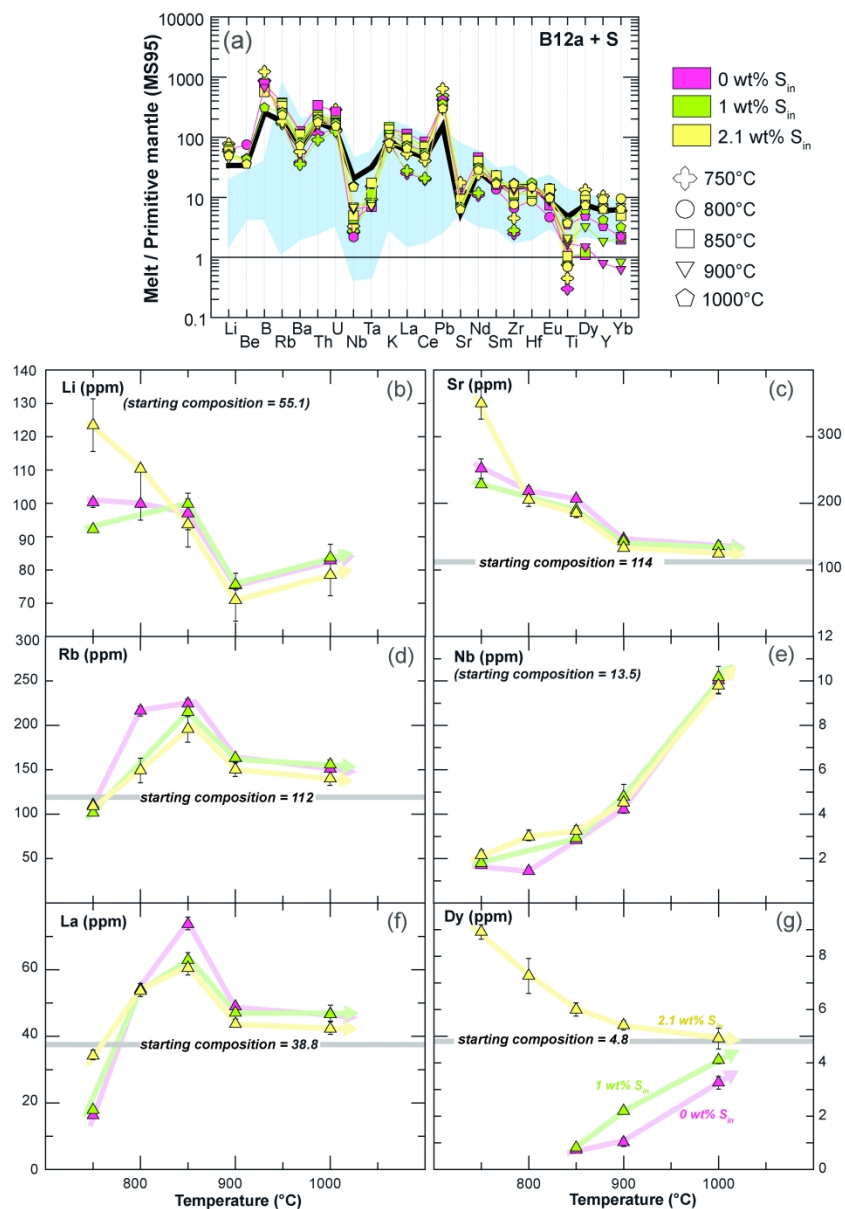 (a)
B12a + S
Melt / Primitive mantle (MS95)
10000
1000
100
10
1
0.1
Li Be B Rb Ba Th U Nb Ta K La Ce Pb Sr Nd Sm Zr Hf Eu Ti Dy Y Yb
0 wt% Sin
1 wt% Sin
2.1 wt% Sin
750°C
800°C
850°C
900°C
1000°C
Li (ppm) (b)
(starting composition = 55.1)
140
130
120
110
100
90
80
70
Sr (ppm) (c)
300
200
100
starting composition = 114
Rb (ppm) (d)
300
250
200
150
100
50
starting composition = 112
Nb (ppm) (e)
(starting composition = 13.5)
12
10
8
6
4
2
La (ppm) (f)
60
40
20
0
starting composition = 38.8
800 900 1000
Temperature (°C)
Dy (ppm) (g)
8
6
4
2
0
2.1 wt% Sin
starting composition = 4.8
1 wt% Sin
0 wt% Sin
800 900 1000
Temperature (°C)